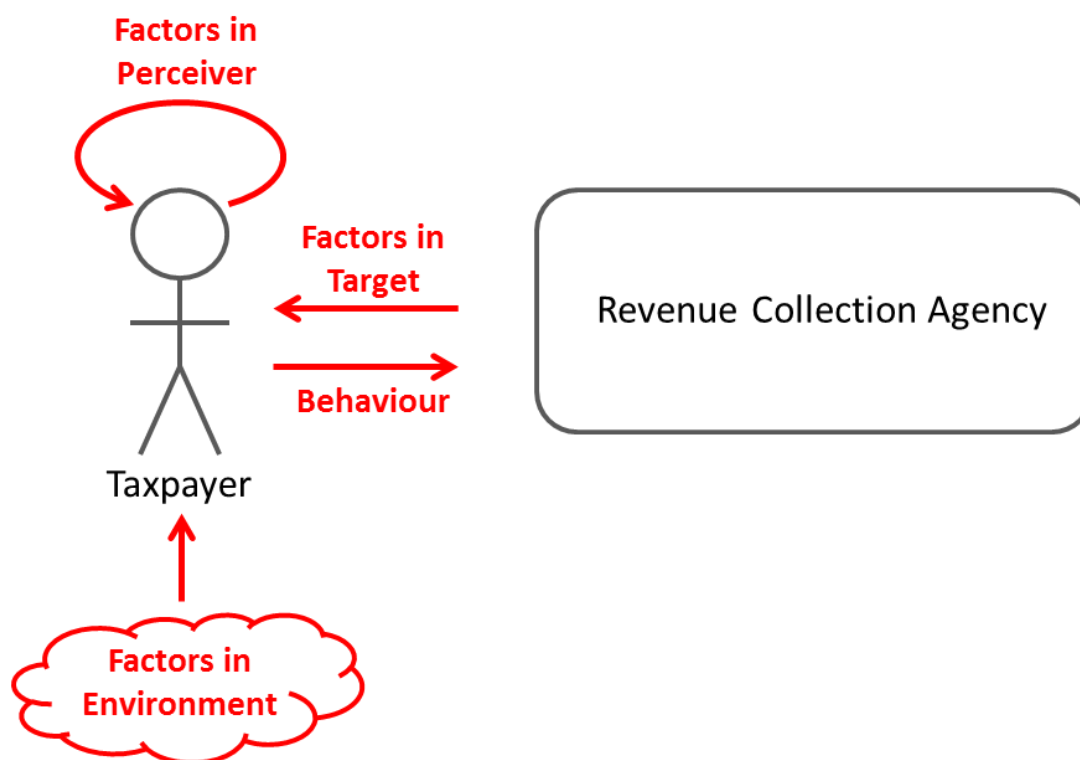 Factors in
Perceiver
Factors in
Target
Revenue Collection Agency
Behaviour
Taxpayer
Factors in
Environment